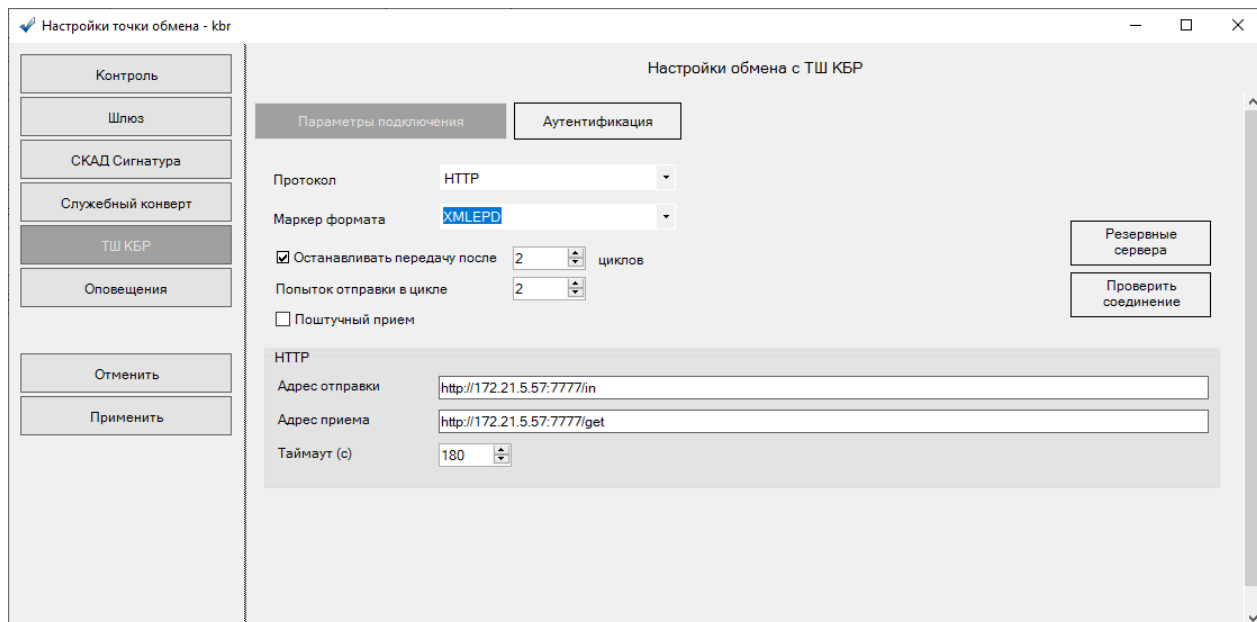 Настройки точки обмена - kbr
Контроль
Шлюз
СКАД Сигнатура
Служебный конверт
ТШ КБР
Оповещения
Отменить
Применить
Настройки обмена с ТШ КБР
Параметры подключения
Аутентификация
Протокол HTTP
Маркер формата XMLEPD
Останавливать передачу после 2 циклов
Попыток отправки в цикле 2
Поштучный прием
Резервные
сервера
Проверить
соединение
HTTP
Адрес отправки http://172.21.5.57:7777/in
Адрес приема http://172.21.5.57:7777/get
Таймаут (с) 180